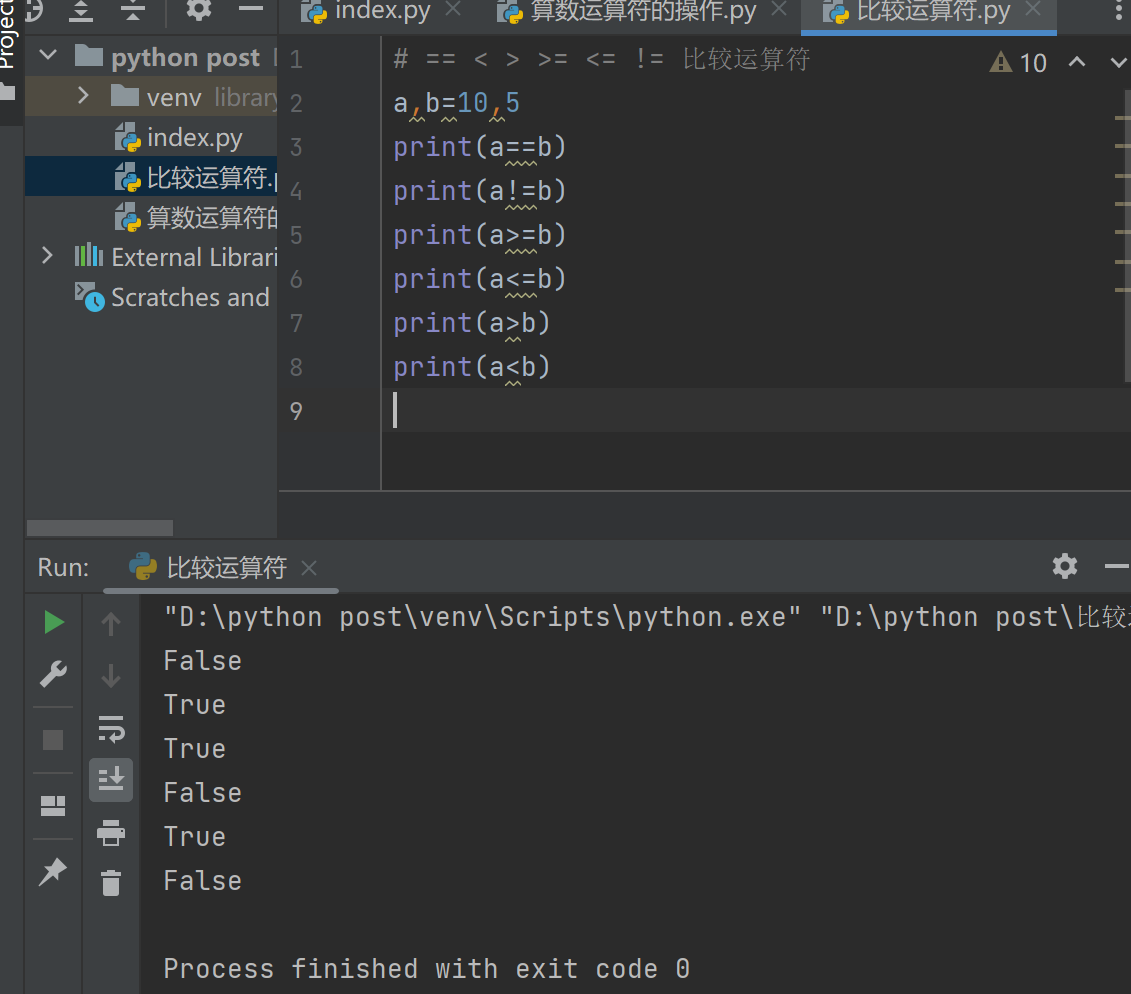 Project
index.py
算数运算符的操作.py
比较运算符.py
python post
venv library
index.py
比较运算符.
算数运算符的
External Librari
Scratches and
10
1 # == < > >= <= != 比较运算符
2 a,b=10,5
3 print(a==b)
4 print(a!=b)
5 print(a>=b)
6 print(a<=b)
7 print(a>b)
8 print(a<b)
9
Run: 比较运算符
"D:\python post\venv\Scripts\python.exe" "D:\python post\比较
False
True
True
False
True
False
Process finished with exit code 0